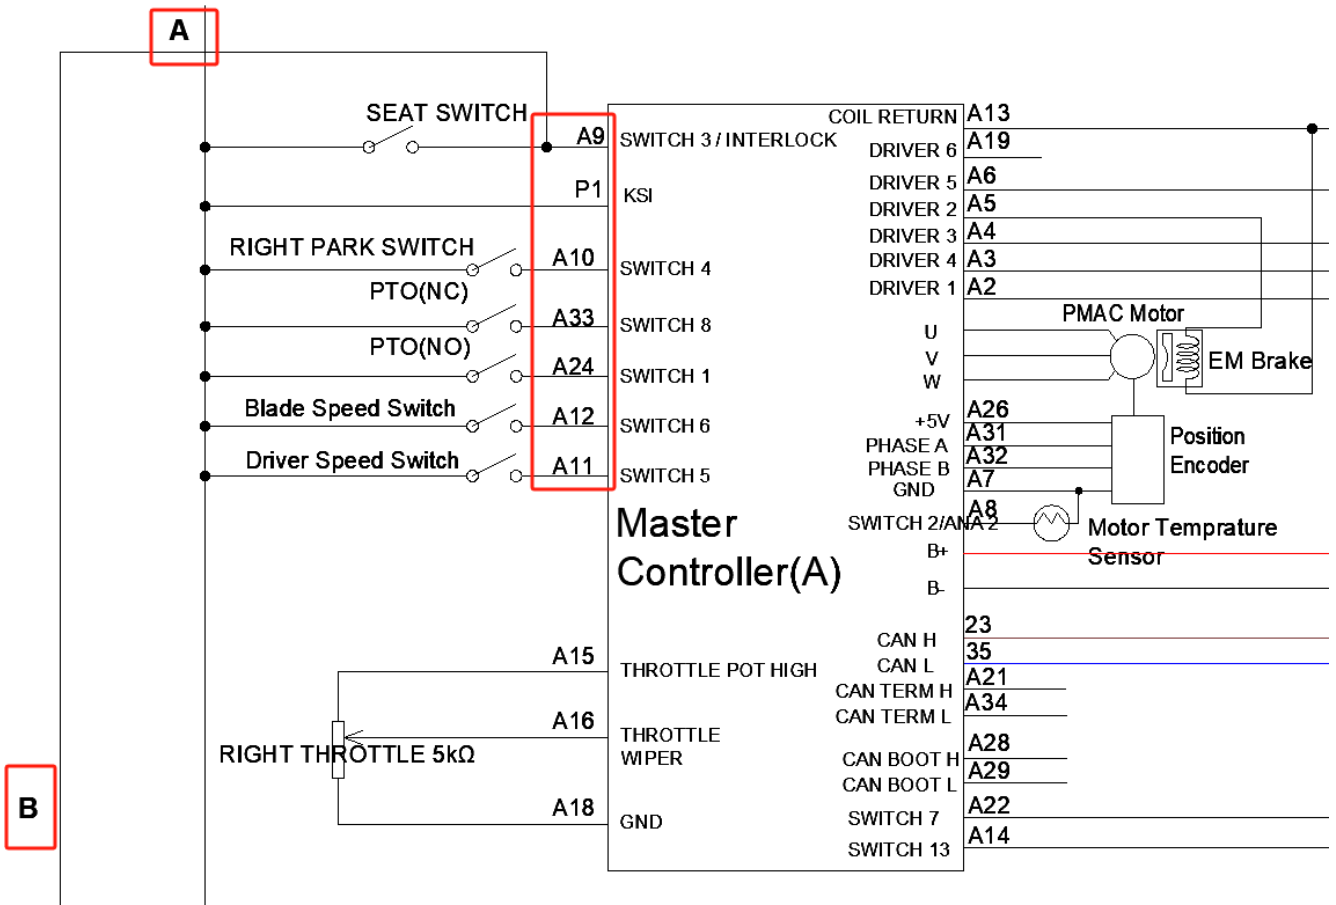 A
SEAT SWITCH
A9
SWITCH 3 / INTERLOCK
P1
KSI
RIGHT PARK SWITCH
A10
SWITCH 4
PTO(NC)
A33
SWITCH 8
PTO(NO)
A24
SWITCH 1
Blade Speed Switch
A12
SWITCH 6
Driver Speed Switch
A11
SWITCH 5
Master
Controller(A)
A15
THROTTLE POT HIGH
A16
THROTTLE
WIPER
RIGHT THROTTLE 5kΩ
A18
GND
B
COIL RETURN
A13
DRIVER 6
A19
DRIVER 5
A6
DRIVER 2
A5
DRIVER 3
A4
DRIVER 4
A3
DRIVER 1
A2
PMAC Motor
U
V
W
EM Brake
+5V
A26
PHASE A
A31
PHASE B
A32
GND
A7
Position
Encoder
SWITCH 2/ANA 2
A8
Motor Temprature
Sensor
B+
B-
CAN H
23
CAN L
35
CAN TERM H
A21
CAN TERM L
A34
CAN BOOT H
A28
CAN BOOT L
A29
SWITCH 7
A22
SWITCH 13
A14